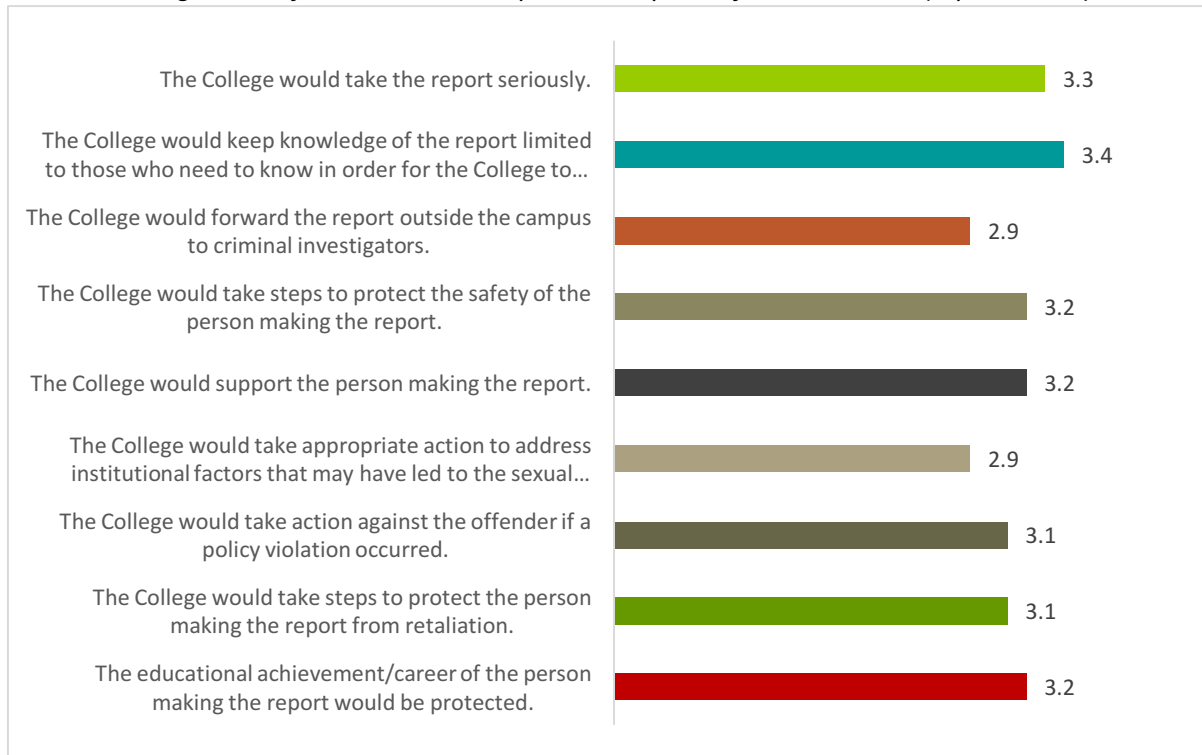 The College would take the report seriously.
3.3
The College would keep knowledge of the report limited
to those who need to know in order for the College to…
3.4
The College would forward the report outside the campus
to criminal investigators.
2.9
The College would take steps to protect the safety of the
person making the report.
3.2
The College would support the person making the report.
3.2
The College would take appropriate action to address
institutional factors that may have led to the sexual…
2.9
The College would take action against the offender if a
policy violation occurred.
3.1
The College would take steps to protect the person
making the report from retaliation.
3.1
The educational achievement/career of the person
making the report would be protected.
3.2